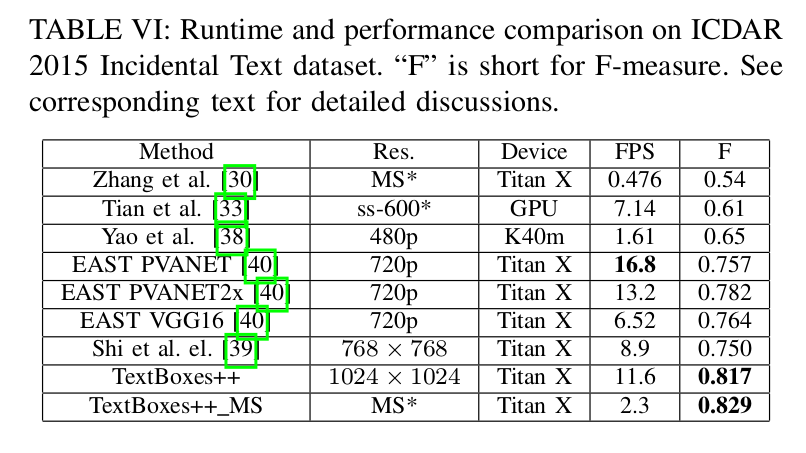 TABLE VI: Runtime and performance comparison on ICDAR
2015 Incidental Text dataset. “F” is short for F-measure. See
corresponding text for detailed discussions.
Method Res. Device FPS F
Zhang et al. [30] MS* Titan X 0.476 0.54
Tian et al. [33] ss-600* GPU 7.14 0.61
Yao et al. [38] 480p K40m 1.61 0.65
EAST PVANET [40] 720p Titan X 16.8 0.757
EAST PVANET2x [40] 720p Titan X 13.2 0.782
EAST VGG16 [40] 720p Titan X 6.52 0.764
Shi et al. el. [39] 768 × 768 Titan X 8.9 0.750
TextBoxes++ 1024 × 1024 Titan X 11.6 0.817
TextBoxes++_MS MS* Titan X 2.3 0.829